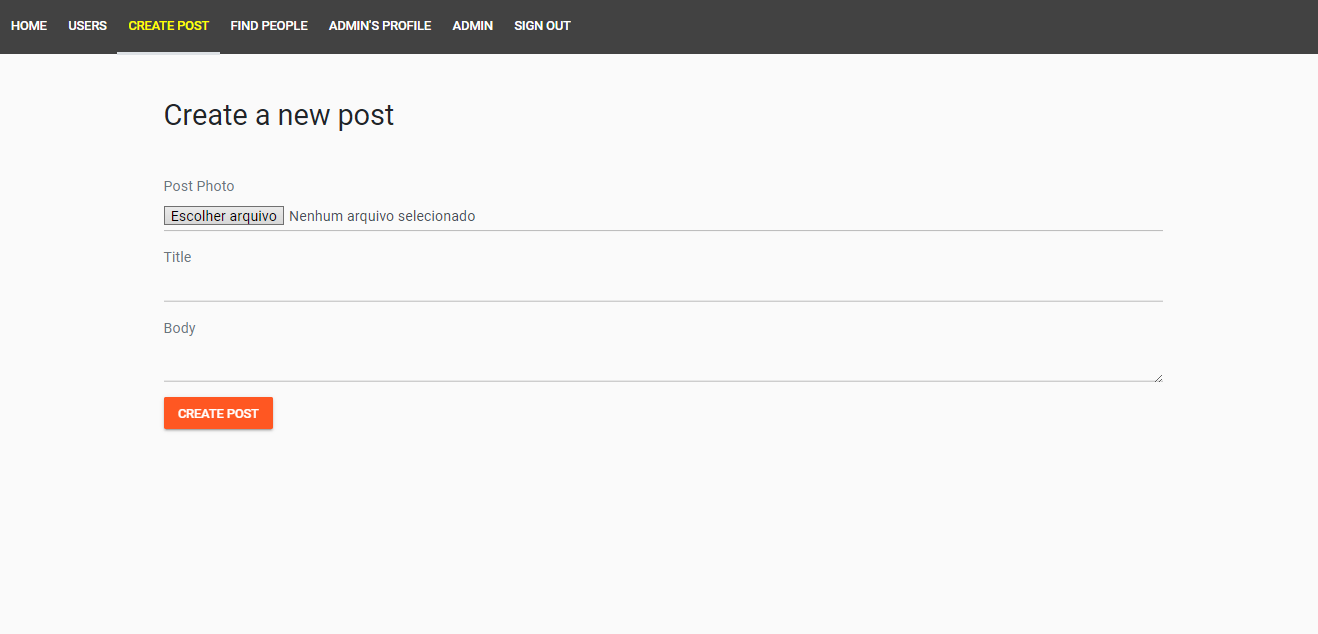 HOME USERS CREATE POST FIND PEOPLE ADMIN'S PROFILE ADMIN SIGN OUT
Create a new post
Post Photo
Escolher arquivo Nenhum arquivo selecionado
Title
Body
CREATE POST